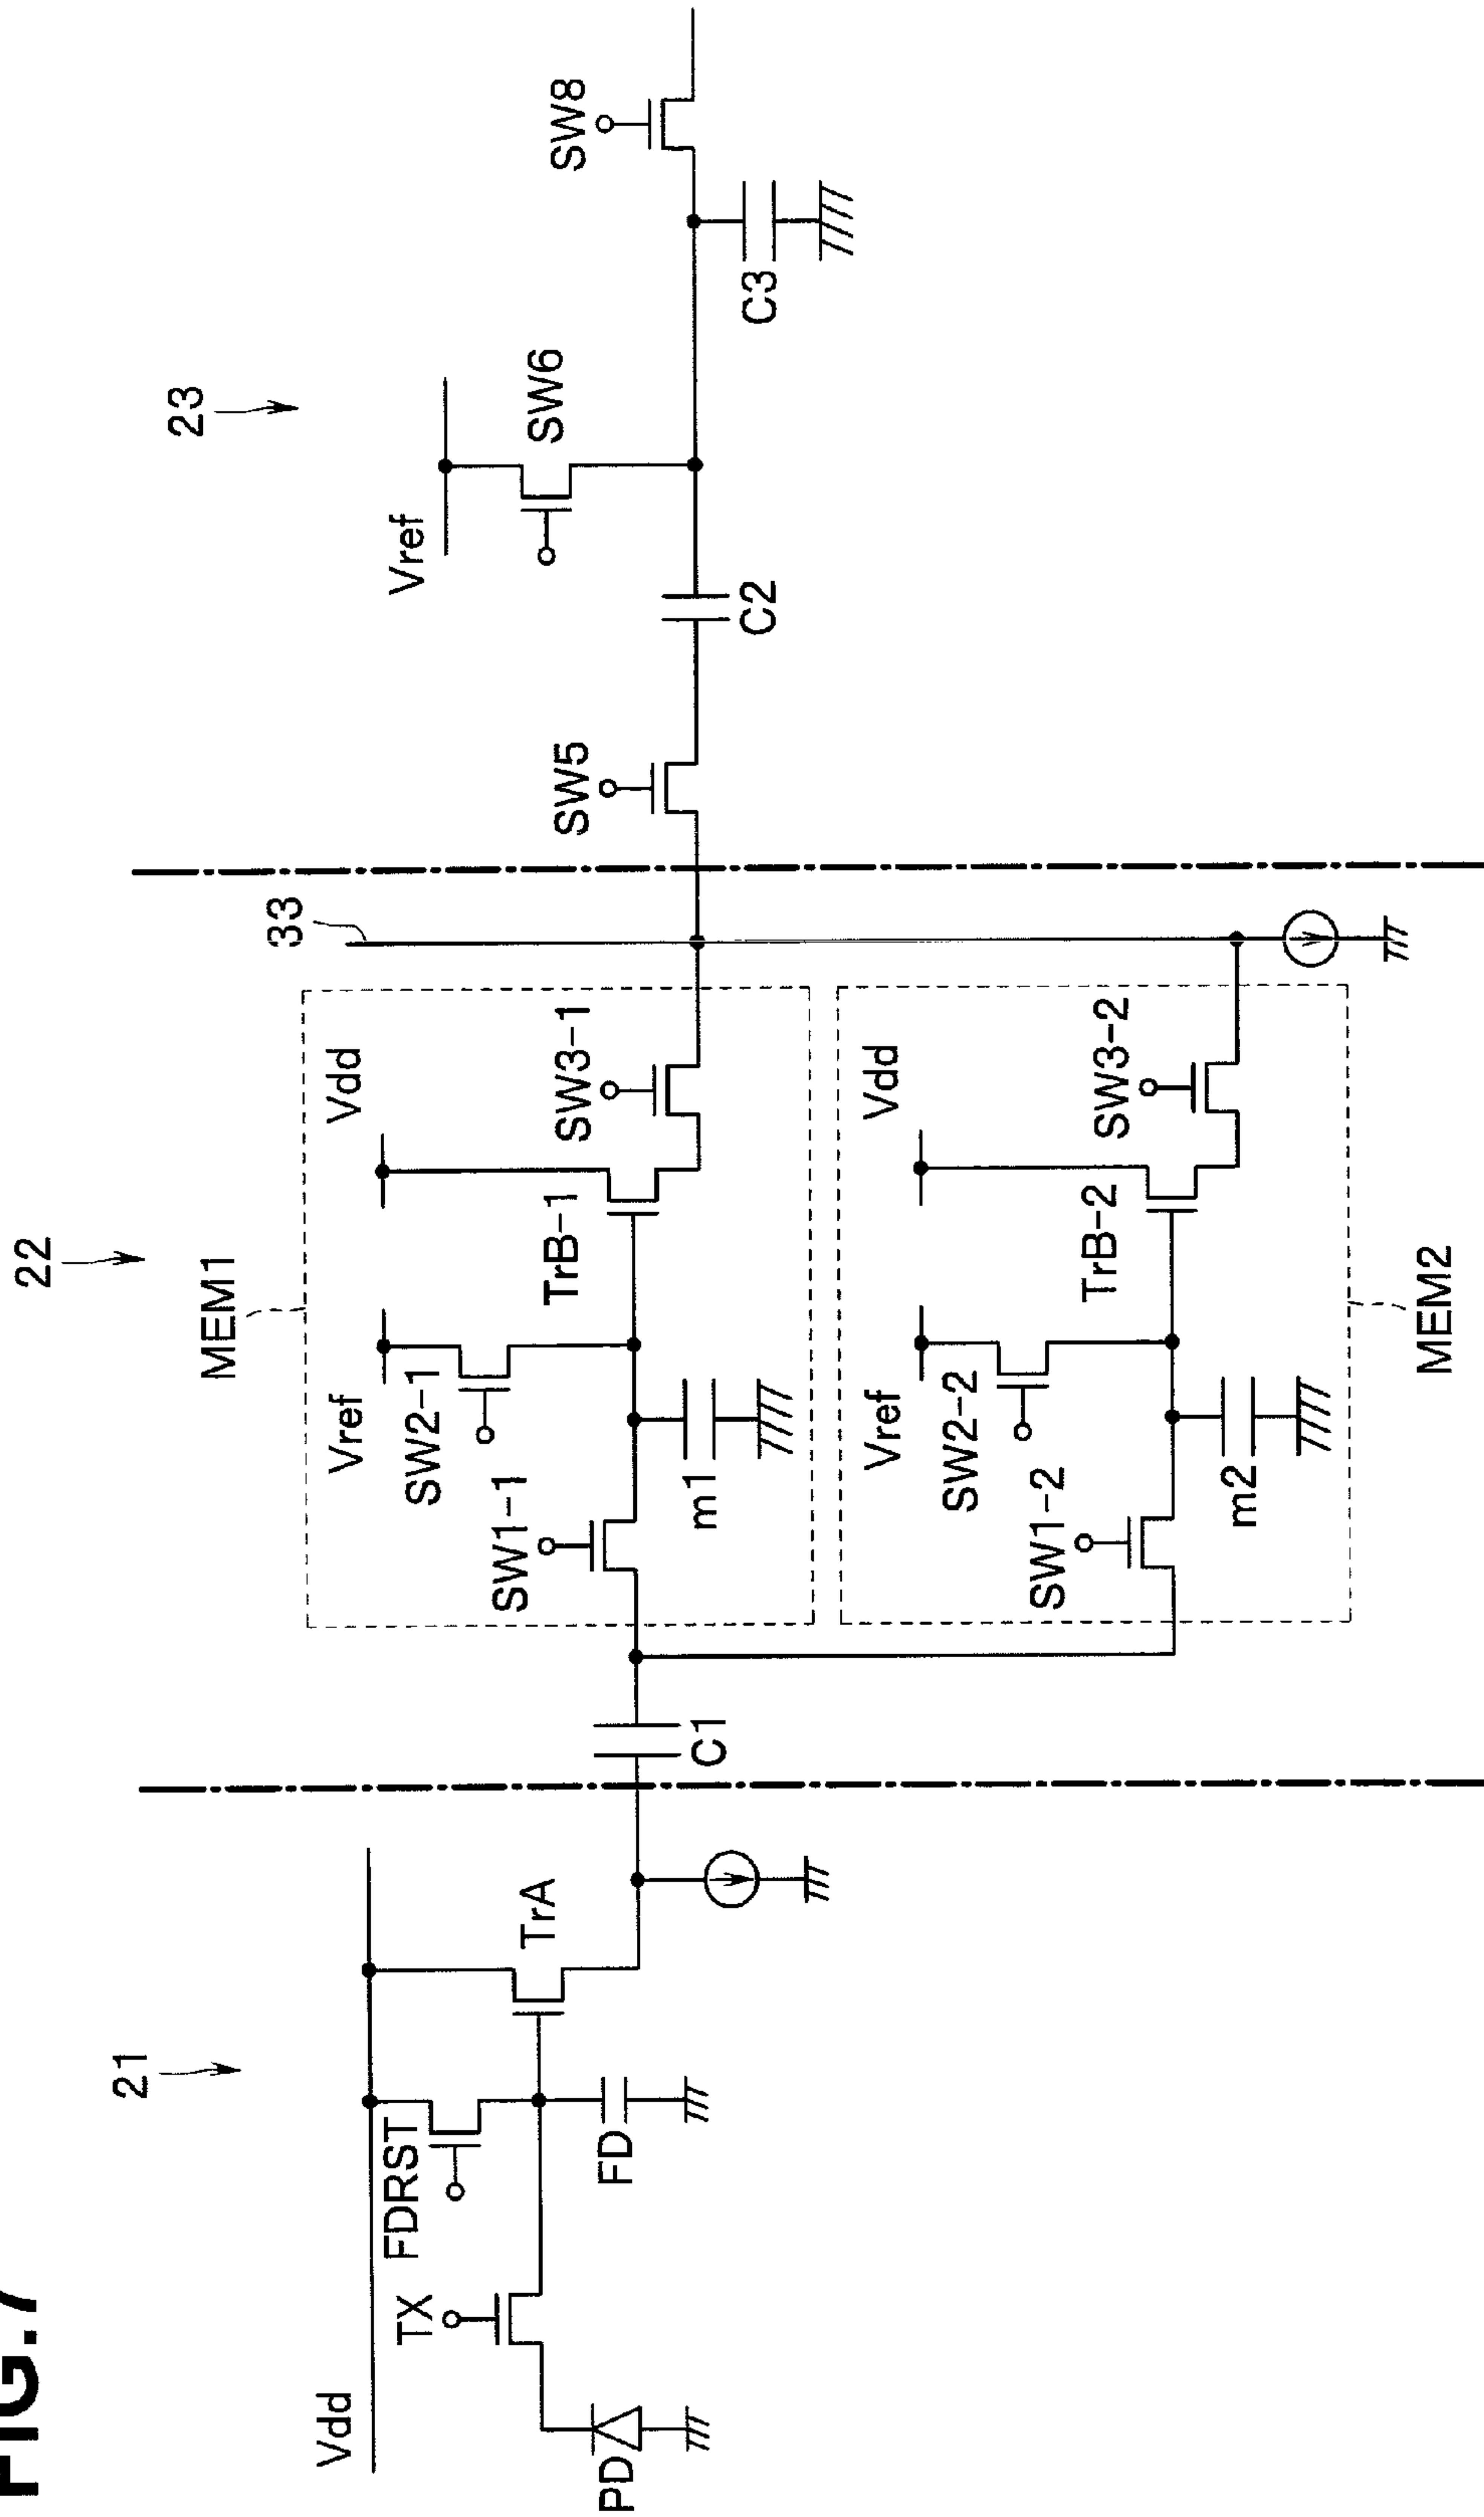 FIG.7
21
22
23
Vdd
PD
TX
FDRST
FD
TrA
C1
MEM1
SW1-1
m1
Vref
SW2-1
TrB-1
Vdd
SW3-1
33
MEM2
SW1-2
m2
Vref
SW2-2
TrB-2
Vdd
SW3-2
SW5
C2
Vref
SW6
C3
SW8